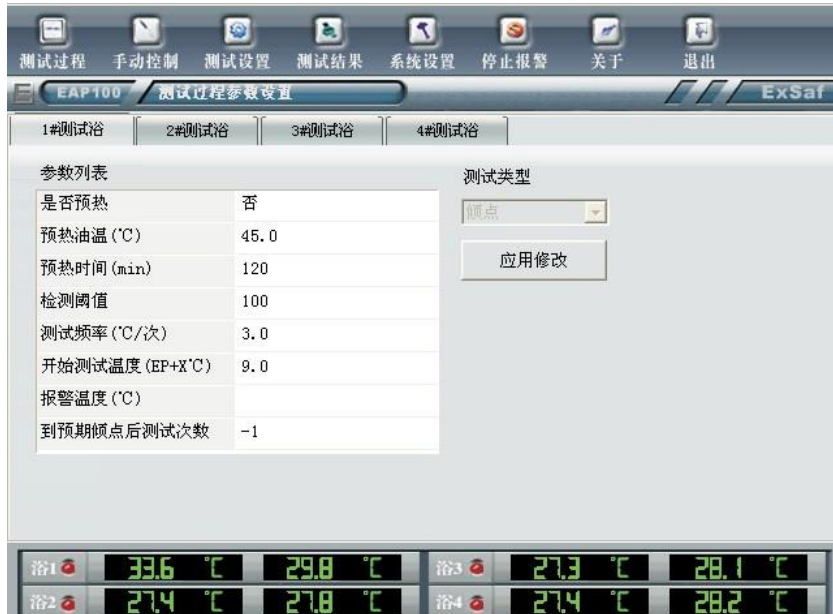 测试过程 手动控制 测试设置 测试结果 系统设置 停止报警 关于 退出
EAP100 测试过程参数设置 ExSaf
1#测试浴 2#测试浴 3#测试浴 4#测试浴
参数列表 测试类型
是否预热 否 倾点
预热油温(℃) 45.0
预热时间(min) 120 应用修改
检测阈值 100
测试频率(℃/次) 3.0
开始测试温度(EP+X℃) 9.0
报警温度(℃)
到预期倾点后测试次数 -1
浴1 33.6 ℃ 29.8 ℃ 浴3 27.3 ℃ 28.1 ℃
浴2 27.4 ℃ 27.8 ℃ 浴4 27.4 ℃ 28.2 ℃